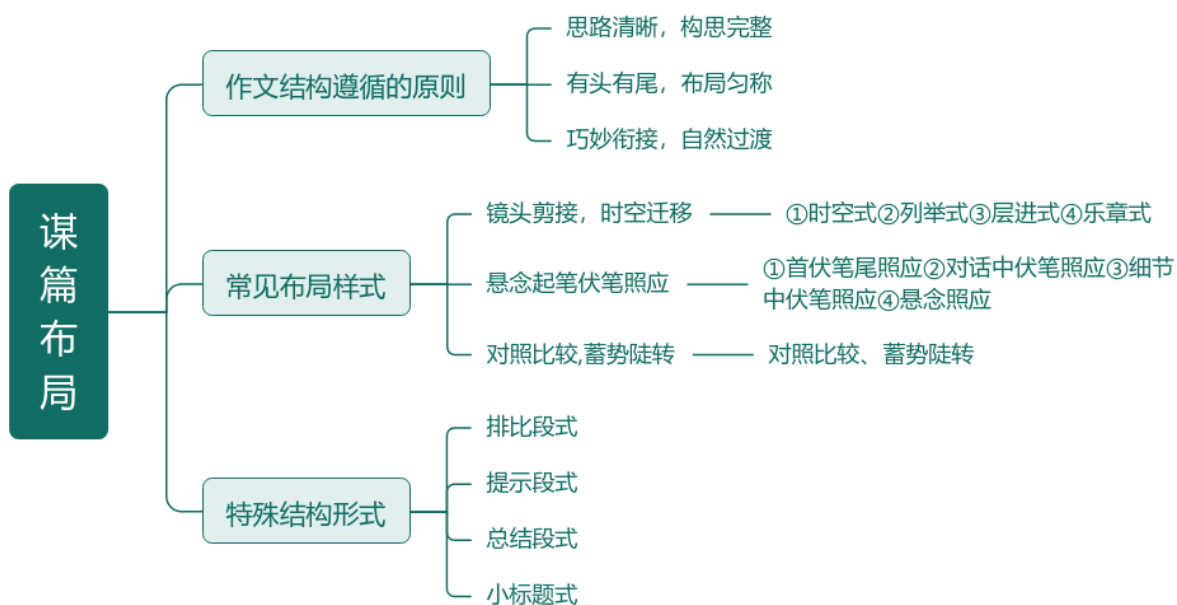 谋篇布局
作文结构遵循的原则
思路清晰，构思完整
有头有尾，布局匀称
巧妙衔接，自然过渡
常见布局样式
镜头剪接，时空迁移
①时空式②列举式③层进式④乐章式
悬念起笔伏笔照应
①首伏笔尾照应②对话中伏笔照应③细节
中伏笔照应④悬念照应
对照比较,蓄势陡转
对照比较、蓄势陡转
特殊结构形式
排比段式
提示段式
总结段式
小标题式